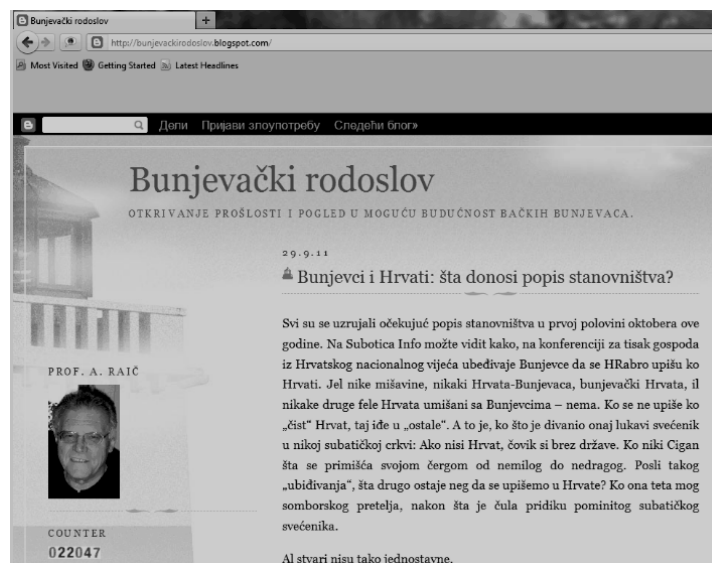 Bunjevački rodoslov
+
http://bunjevackirodoslov.blogspot.com/
Most Visited Getting Started Latest Headlines
Дели Пријави злоупотребу Следећи блог»
Bunjevački rodoslov
OTKRIVANJE PROŠLOSTI I POGLED U MOGUĆU BUDUĆNOST BAČKIH BUNJEVACA.
29.9.11
Bunjevci i Hrvati: šta donosi popis stanovništva?
Svi su se uzrujali očekujuć popis stanovništva u prvoj polovini oktobera ove
godine. Na Subotica Info možte vidit kako, na konferenciji za tisak gospoda
iz Hrvatskog nacionalnog vijeća ubeđivaje Bunjevce da se HRabro upišu ko
Hrvati. Jel nike mišavine, nikaki Hrvata-Bunjevaca, bunjevački Hrvata, il
nikake druge fele Hrvata umišani sa Bunjevcima – nema. Ko se ne upiše ko
„čist“ Hrvat, taj iđe u „ostale“. A to je, ko što je divanio onaj lukavi svećenik
u nikoj subatičkoj crkvi: Ako nisi Hrvat, čovik si brez države. Ko niki Cigan
šta se primišća svojom čergom od nemilog do nedragog. Posli takog
„ubiđivanja“, šta drugo ostaje neg da se upišemo u Hrvate? Ko ona teta mog
somborskog pretelja, nakon šta je čula pridiku pominitog subatičkog
svećenika.
Al stvari nisu tako jednostavne.
PROF. A. RAIČ
COUNTER
022047